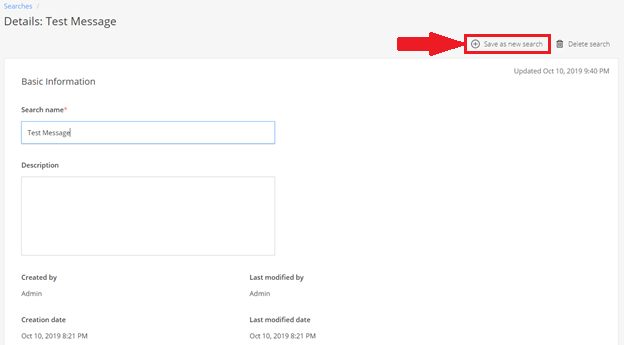 Searches /
Details: Test Message
Save as new search Delete search
Updated Oct 10, 2019 9:40 PM
Basic Information
Search name*
Test Message
Description
Created by Last modified by
Admin Admin
Creation date Last modified date
Oct 10, 2019 8:21 PM Oct 10, 2019 8:21 PM